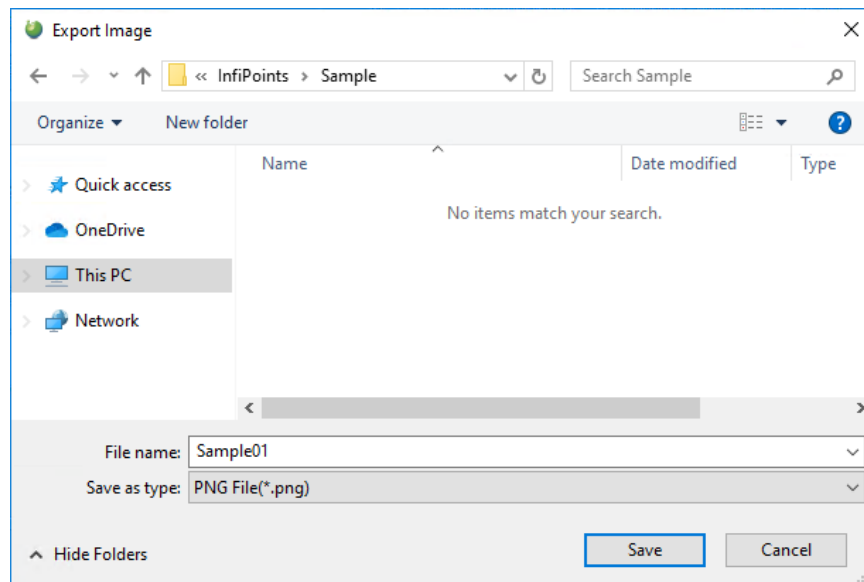 Export Image
« InfiPoints > Sample
Search Sample
Organize
New folder
?
Name
Date modified
Type
No items match your search.
Quick access
OneDrive
This PC
Network
File name: Sample01
Save as type: PNG File(*.png)
Hide Folders
Save
Cancel